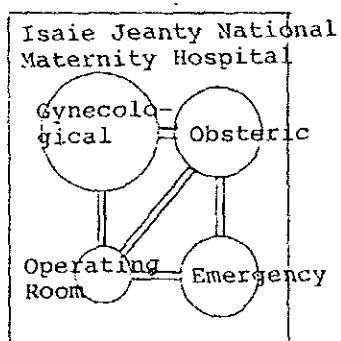 Isaie Jeanty National
Maternity Hospital
Gynecolo-
gical
Obsteric
Operating
Room
Emergency